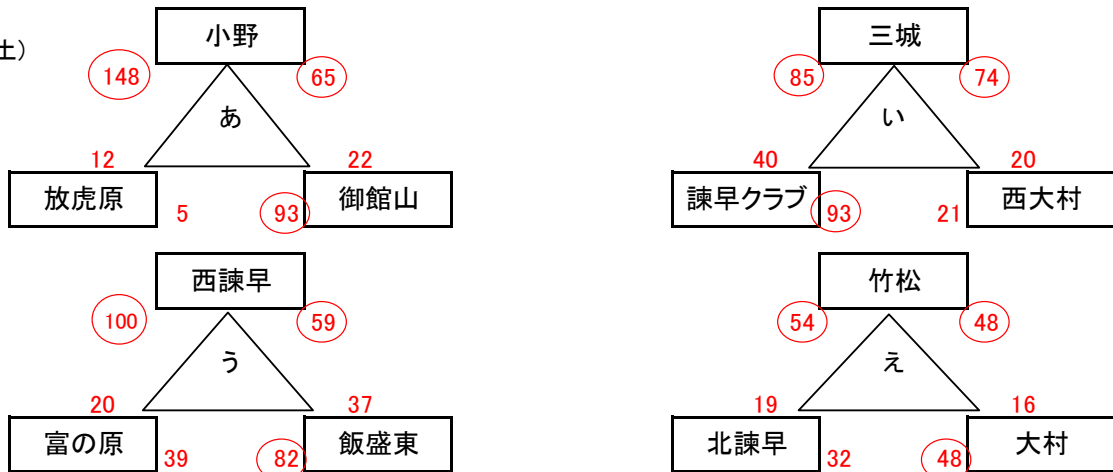 土）
小野
三城
148
65
85
74
あ
い
12
22
40
20
放虎原
御館山
諫早クラブ
西大村
5
93
93
21
西諫早
竹松
100
59
54
48
う
え
20
37
19
16
富の原
飯盛東
北諫早
大村
39
82
32
48